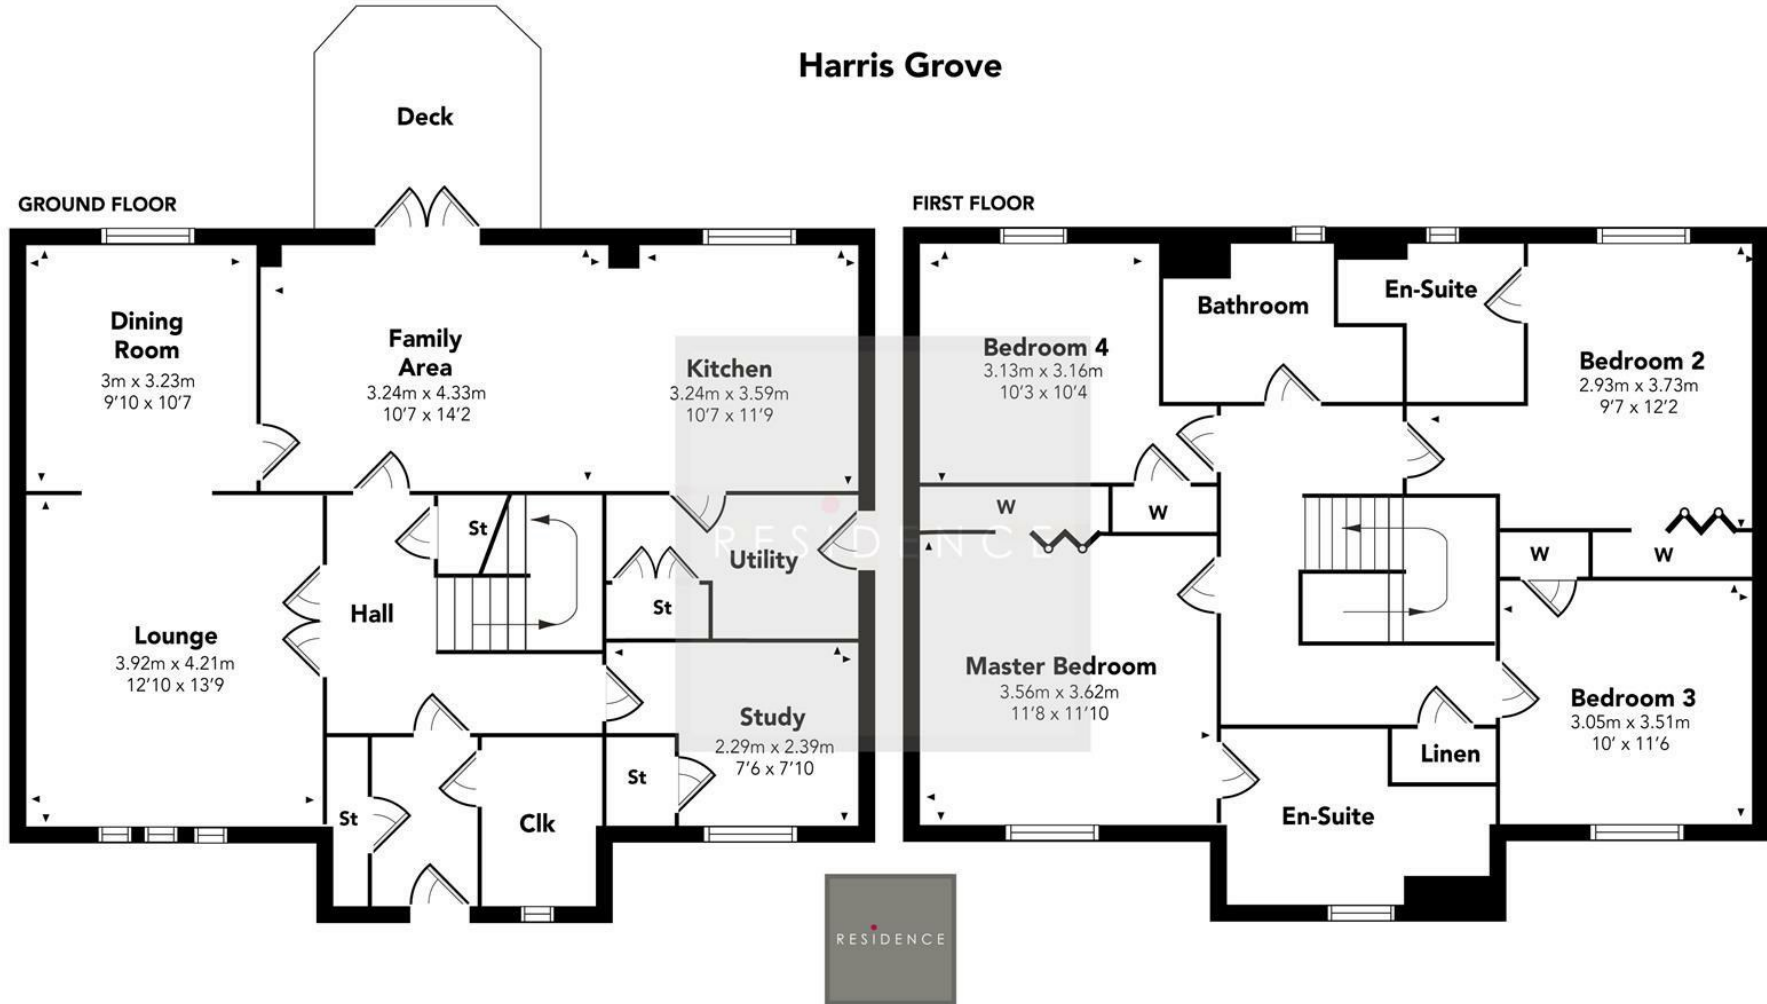 Harris Grove
Deck
GROUND FLOOR
Dining
Room
3m x 3.23m
9'10 x 10'7
Family
Area
3.24m x 4.33m
10'7 x 14'2
Kitchen
3.24m x 3.59m
10'7 x 11'9
St
Utility
St
Hall
Lounge
3.92m x 4.21m
12'10 x 13'9
Study
2.29m x 2.39m
7'6 x 7'10
St
St
Clk
FIRST FLOOR
Bedroom 4
3.13m x 3.16m
10'3 x 10'4
Bathroom
En-Suite
Bedroom 2
2.93m x 3.73m
9'7 x 12'2
W
W
W
W
Master Bedroom
3.56m x 3.62m
11'8 x 11'10
Bedroom 3
3.05m x 3.51m
10' x 11'6
Linen
En-Suite
RESIDENCE
RESIDENCE